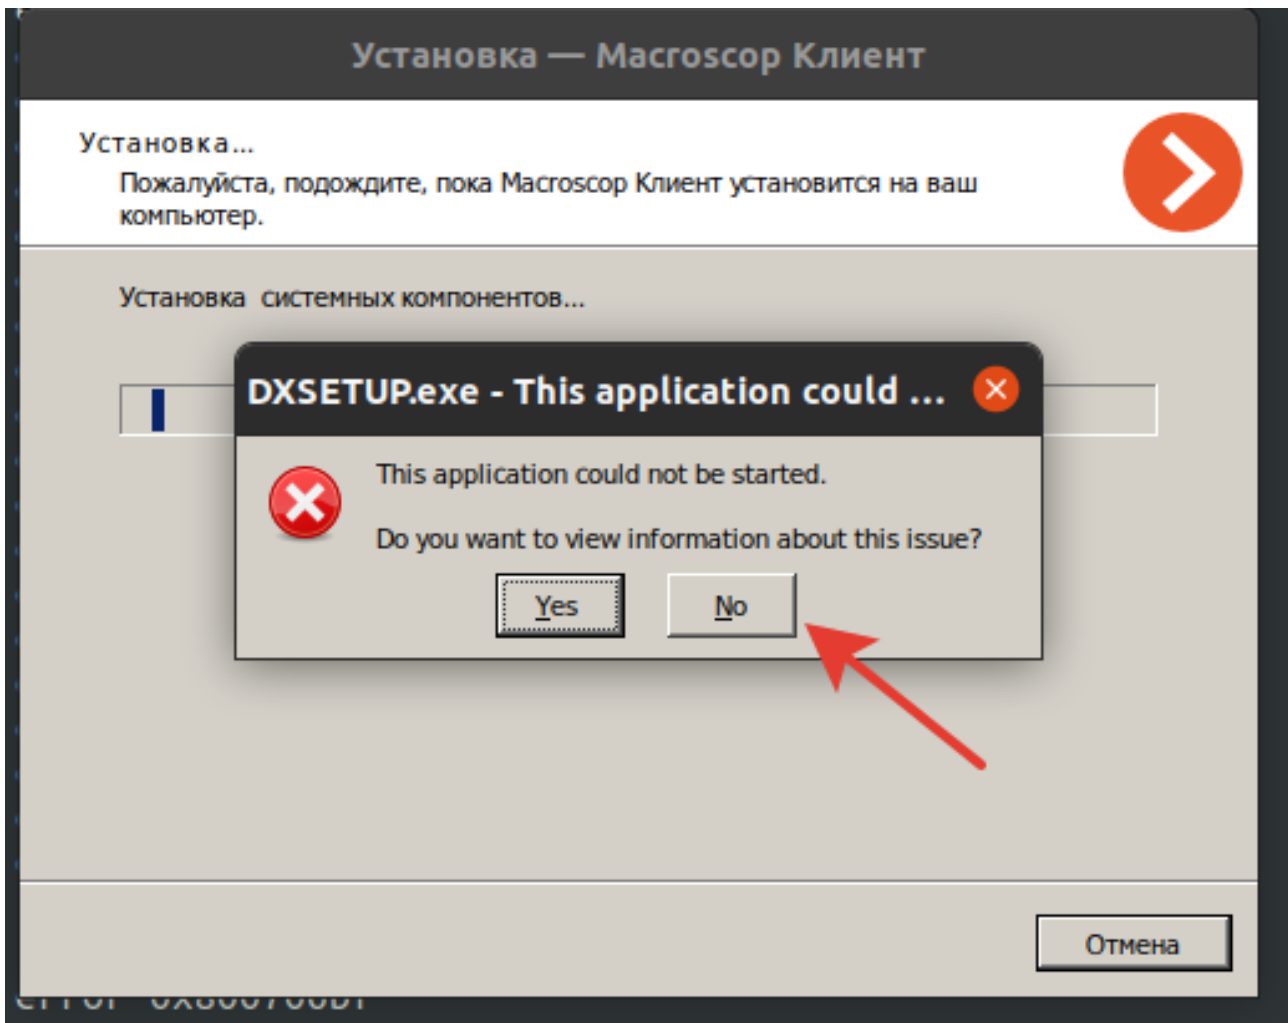 Установка — Macroscop Клиент
Установка...
Пожалуйста, подождите, пока Macroscop Клиент установится на ваш
компьютер.
Установка системных компонентов...
DXSETUP.exe - This application could ...
This application could not be started.
Do you want to view information about this issue?
Yes
No
Отмена
error